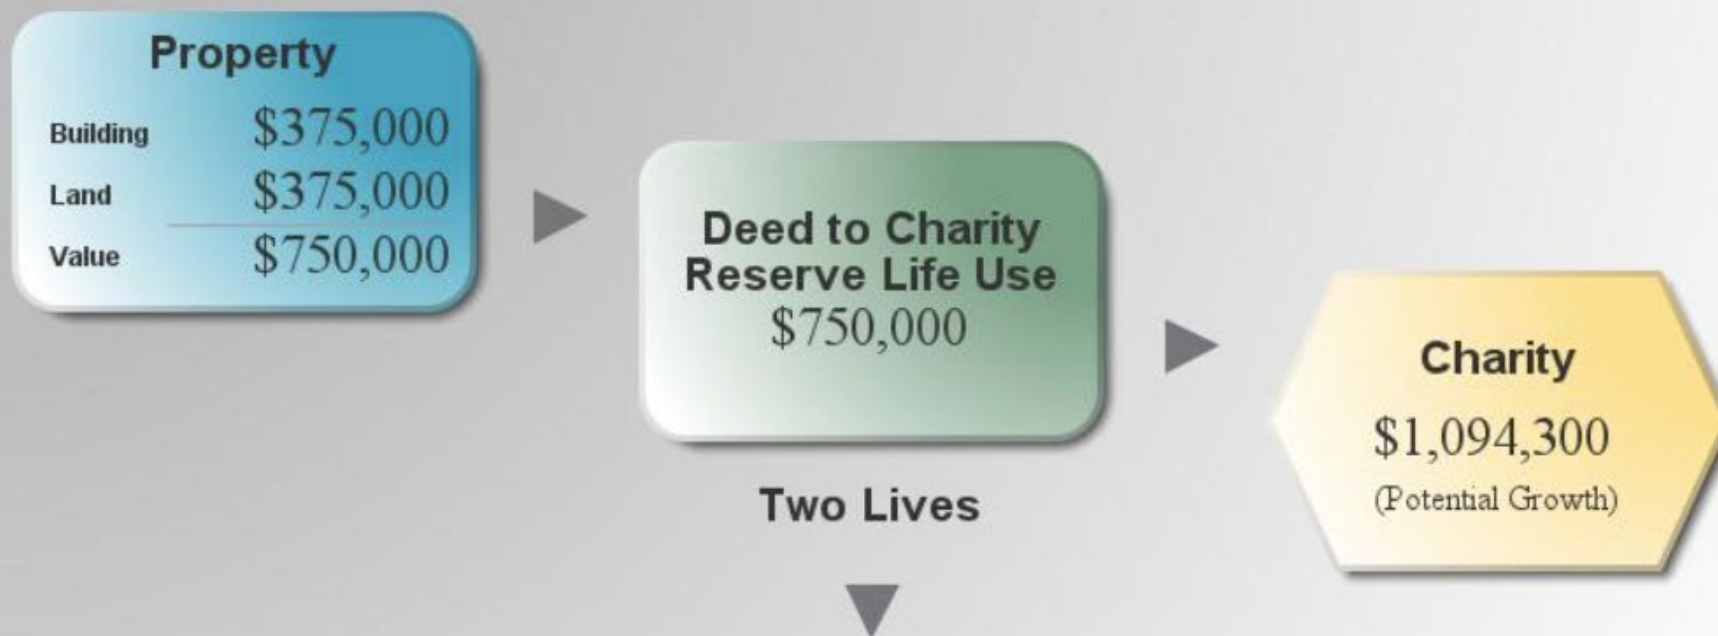 Property
Building $375,000
Land $375,000
Value $750,000
Deed to Charity
Reserve Life Use
$750,000
Two Lives
Charity
$1,094,300
(Potential Growth)